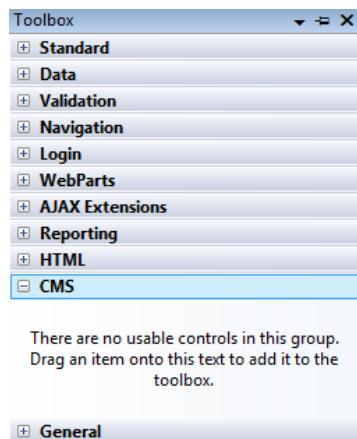 Toolbox
Standard
Data
Validation
Navigation
Login
WebParts
AJAX Extensions
Reporting
HTML
CMS
There are no usable controls in this group.
Drag an item onto this text to add it to the
toolbox.
General